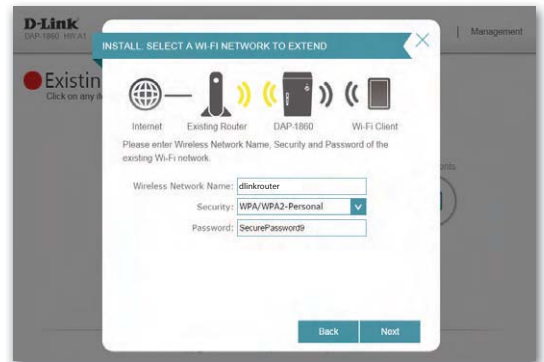 D-Link
DAP-1860 HW:A1
Management
INSTALL: SELECT A WI-FI NETWORK TO EXTEND
Existin
Click on any
Internet Existing Router DAP-1860 Wi-Fi Client
Please enter Wireless Network Name, Security and Password of the
existing Wi-Fi network.
Wireless Network Name: dlinkrouter
Security: WPA/WPA2-Personal
Password: SecurePassword9
Back Next